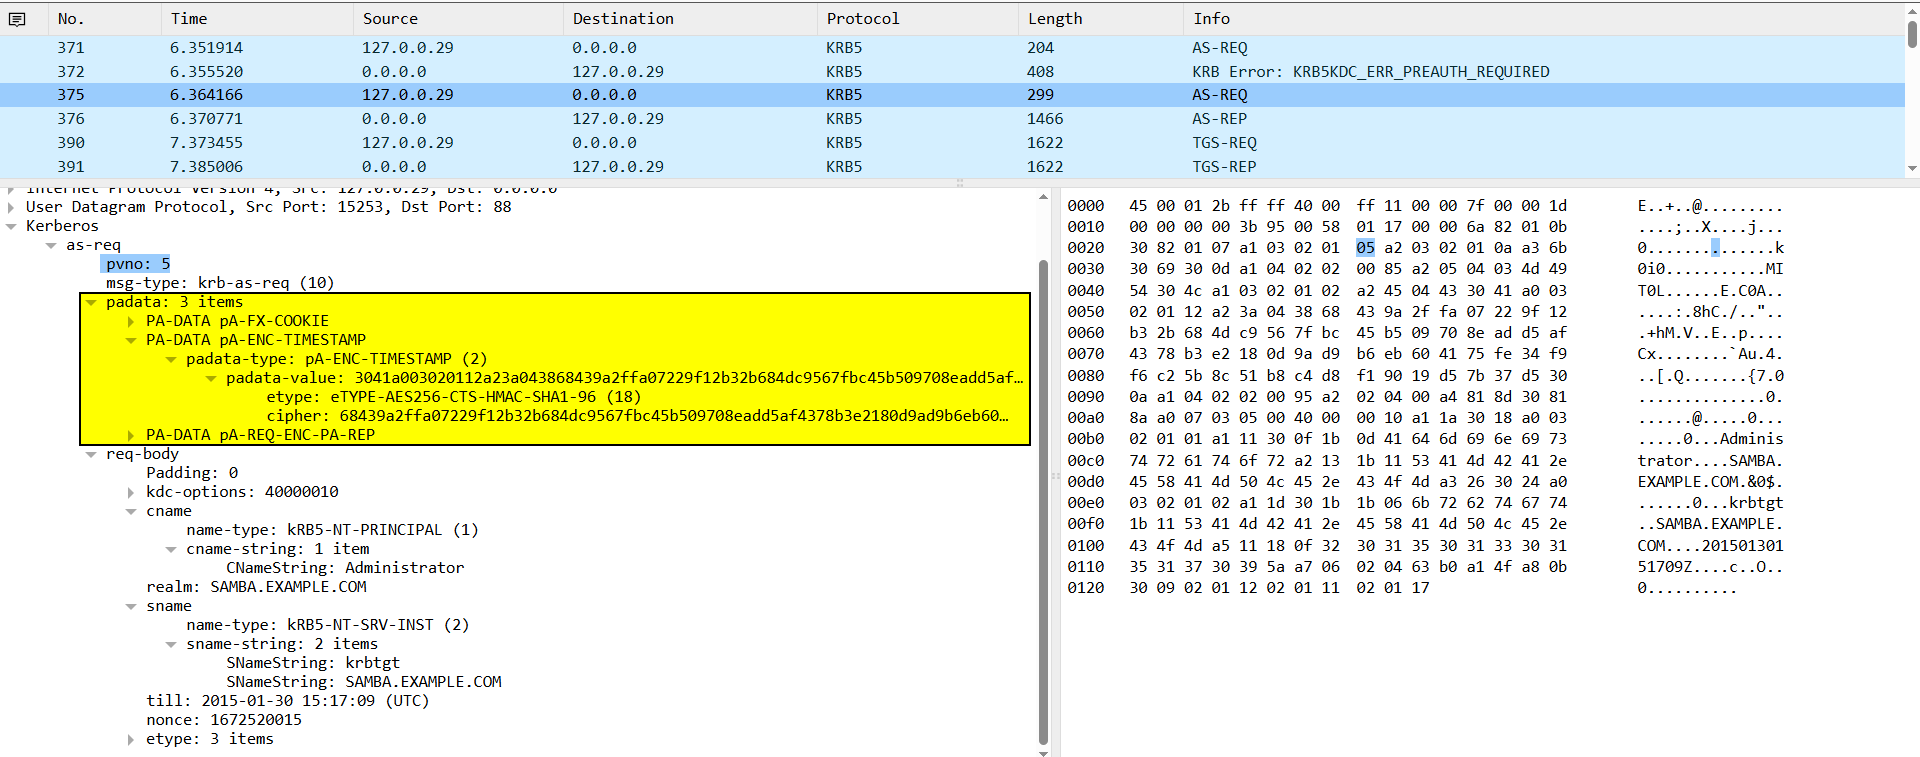 No. Time Source Destination Protocol Length Info
371 6.351914 127.0.0.29 0.0.0.0 KRB5 204 AS-REQ
372 6.355520 0.0.0.0 127.0.0.29 KRB5 408 KRB Error: KRB5KDC_ERR_PREAUTH_REQUIRED
375 6.364166 127.0.0.29 0.0.0.0 KRB5 299 AS-REQ
376 6.370771 0.0.0.0 127.0.0.29 KRB5 1466 AS-REP
390 7.373455 127.0.0.29 0.0.0.0 KRB5 1622 TGS-REQ
391 7.385006 0.0.0.0 127.0.0.29 KRB5 1622 TGS-REP
Internet Protocol Version 4, Src: 127.0.0.29, Dst: 0.0.0.0
User Datagram Protocol, Src Port: 15253, Dst Port: 88
Kerberos
as-req
pvno: 5
msg-type: krb-as-req (10)
padata: 3 items
PA-DATA pA-FX-COOKIE
PA-DATA pA-ENC-TIMESTAMP
padata-type: pA-ENC-TIMESTAMP (2)
padata-value: 3041a003020112a23a043868439a2ffa07229f12b32b684dc9567fbc45b509708eadd5af…
etype: eTYPE-AES256-CTS-HMAC-SHA1-96 (18)
cipher: 68439a2ffa07229f12b32b684dc9567fbc45b509708eadd5af4378b3e2180d9ad9b6eb60…
PA-DATA pA-REQ-ENC-PA-REP
req-body
Padding: 0
kdc-options: 40000010
cname
name-type: kRB5-NT-PRINCIPAL (1)
cname-string: 1 item
CNameString: Administrator
realm: SAMBA.EXAMPLE.COM
sname
name-type: kRB5-NT-SRV-INST (2)
sname-string: 2 items
SNameString: krbtgt
SNameString: SAMBA.EXAMPLE.COM
till: 2015-01-30 15:17:09 (UTC)
nonce: 1672520015
etype: 3 items
0000 45 00 01 2b ff ff 40 00 ff 11 00 00 7f 00 00 1d E..+..@.........
0010 00 00 00 00 3b 95 00 58 01 17 00 00 6a 82 01 0b ....;..X....j...
0020 30 82 01 07 a1 03 02 01 05 a2 03 02 01 0a a3 6b 0..............k
0030 30 69 30 0d a1 04 02 02 00 85 a2 05 04 03 4d 49 0i0...........MI
0040 54 30 4c a1 03 02 01 02 a2 45 04 43 30 41 a0 03 T0L......E.C0A..
0050 02 01 12 a2 3a 04 38 68 43 9a 2f fa 07 22 9f 12 ....:.8hC./.."..
0060 b3 2b 68 4d c9 56 7f bc 45 b5 09 70 8e ad d5 af .+hM.V..E..p....
0070 43 78 b3 e2 18 0d 9a d9 b6 eb 60 41 75 fe 34 f9 Cx........`Au.4.
0080 f6 c2 5b 8c 51 b8 c4 d8 f1 90 19 d5 7b 37 d5 30 ..[.Q.......{7.0
0090 0a a1 04 02 02 00 95 a2 02 04 00 a4 81 8d 30 81 ..............0.
00a0 8a a0 07 03 05 00 40 00 00 10 a1 1a 30 18 a0 03 ......@.....0...
00b0 02 01 01 a1 11 30 0f 1b 0d 41 64 6d 69 6e 69 73 .....0...Adminis
00c0 74 72 61 74 6f 72 a2 13 1b 11 53 41 4d 42 41 2e trator....SAMBA.
00d0 45 58 41 4d 50 4c 45 2e 43 4f 4d a3 26 30 24 a0 EXAMPLE.COM.&0$.
00e0 03 02 01 02 a1 1d 30 1b 1b 06 6b 72 62 74 67 74 ......0...krbtgt
00f0 1b 11 53 41 4d 42 41 2e 45 58 41 4d 50 4c 45 2e ..SAMBA.EXAMPLE.
0100 43 4f 4d a5 11 18 0f 32 30 31 35 30 31 33 30 31 COM....201501301
0110 35 31 37 30 39 5a a7 06 02 04 63 b0 a1 4f a8 0b 51709Z....c..O..
0120 30 09 02 01 12 02 01 11 02 01 17 0..........